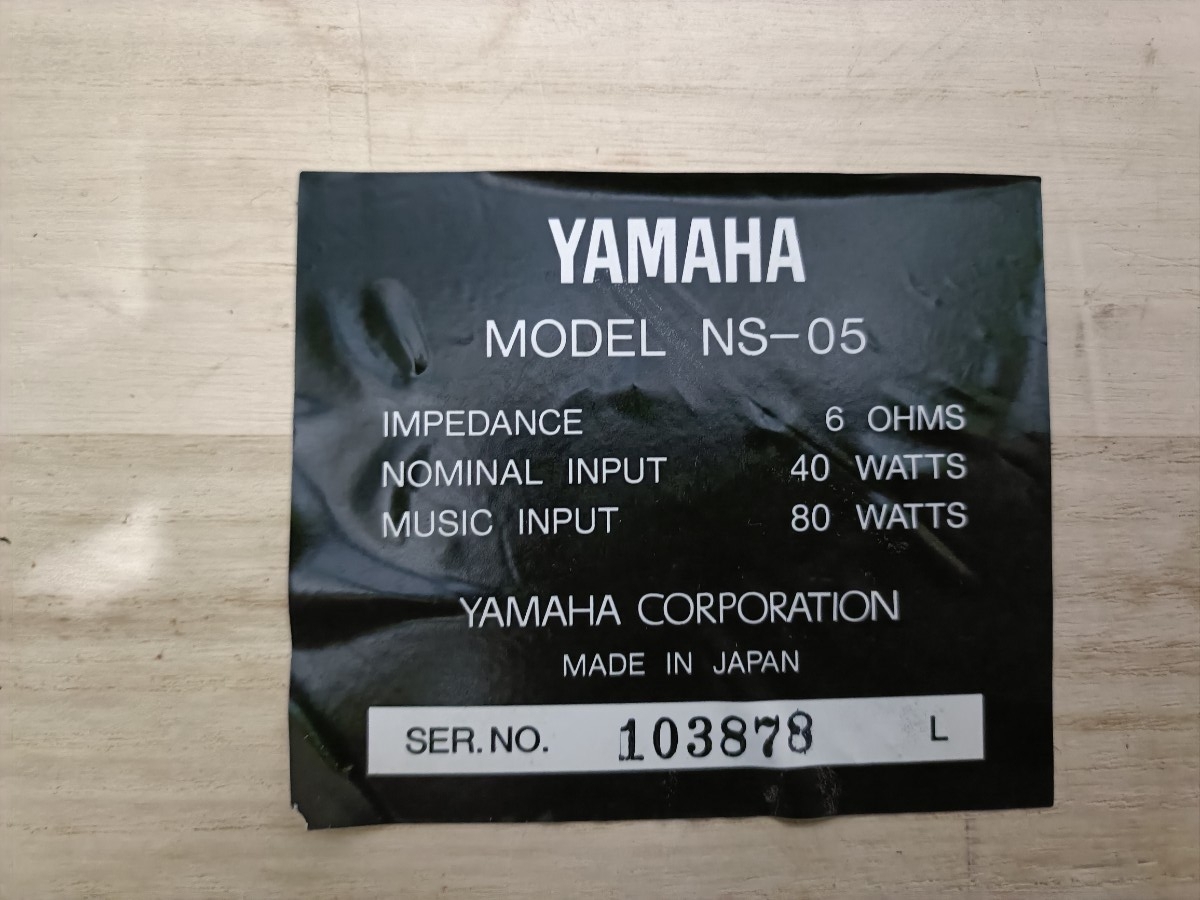 YAMAHA
MODEL NS-05
IMPEDANCE 6 OHMS
NOMINAL INPUT 40 WATTS
MUSIC INPUT 80 WATTS
YAMAHA CORPORATION
MADE IN JAPAN
SER. NO. 103878 L